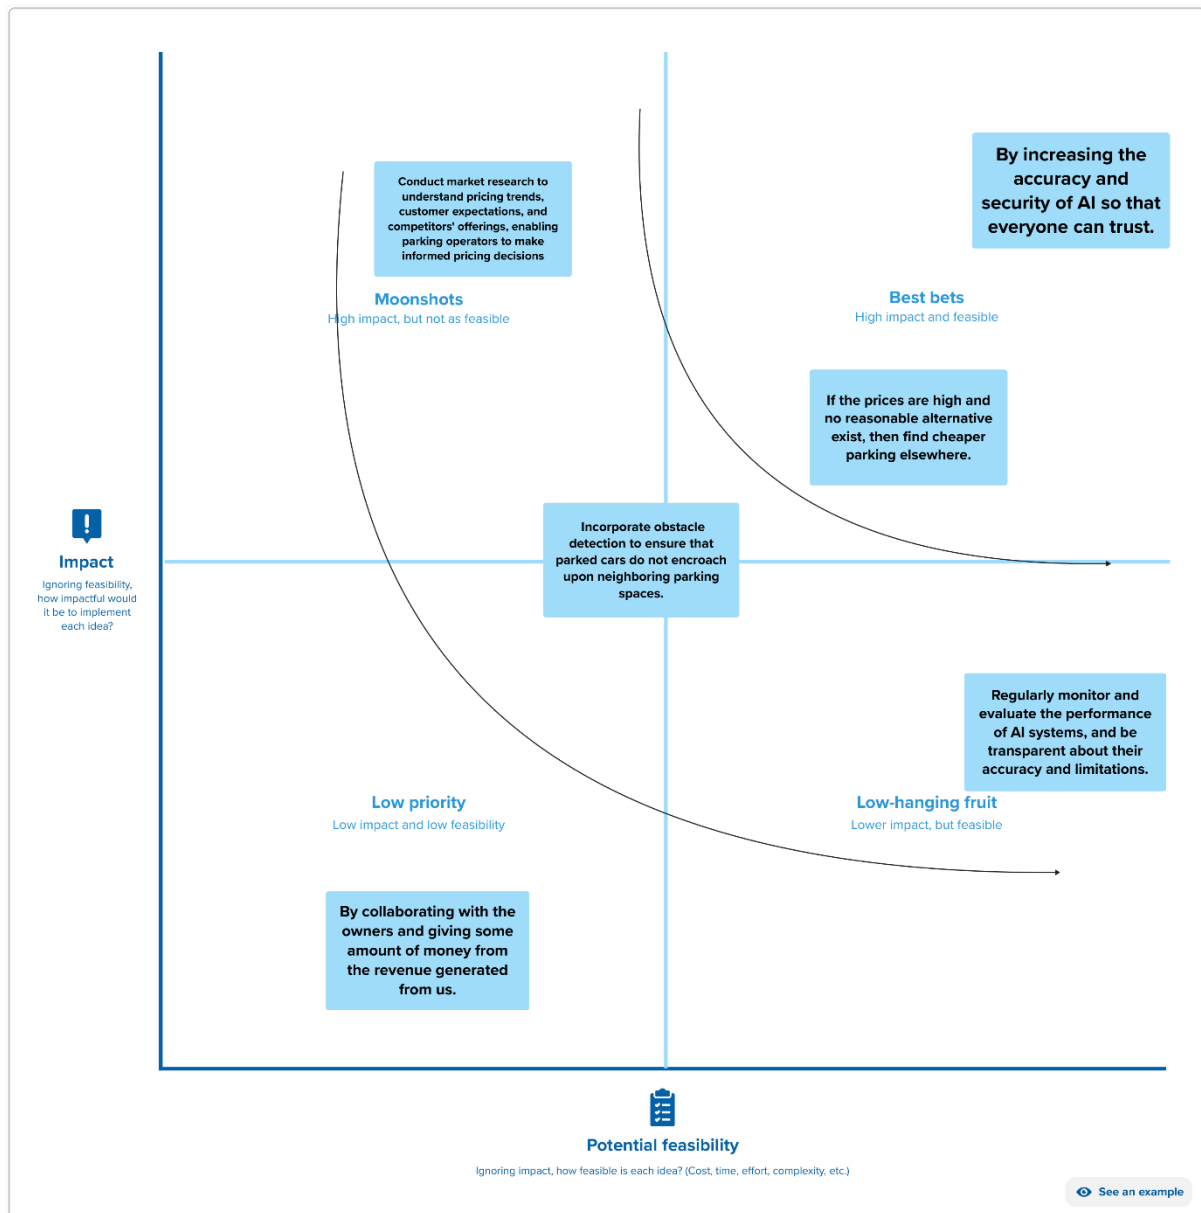 Conduct market research to
understand pricing trends,
customer expectations, and
competitors' offerings, enabling
parking operators to make
informed pricing decisions
Moonshots
High impact, but not as feasible
By increasing the
accuracy and
security of AI so that
everyone can trust.
Best bets
High impact and feasible
If the prices are high and
no reasonable alternative
exist, then find cheaper
parking elsewhere.
Incorporate obstacle
detection to ensure that
parked cars do not encroach
upon neighboring parking
spaces.
Impact
Ignoring feasibility,
how impactful would
it be to implement
each idea?
Regularly monitor and
evaluate the performance
of AI systems, and be
transparent about their
accuracy and limitations.
Low priority
Low impact and low feasibility
Low-hanging fruit
Lower impact, but feasible
By collaborating with the
owners and giving some
amount of money from
the revenue generated
from us.
Potential feasibility
Ignoring impact, how feasible is each idea? (Cost, time, effort, complexity, etc.)
See an example